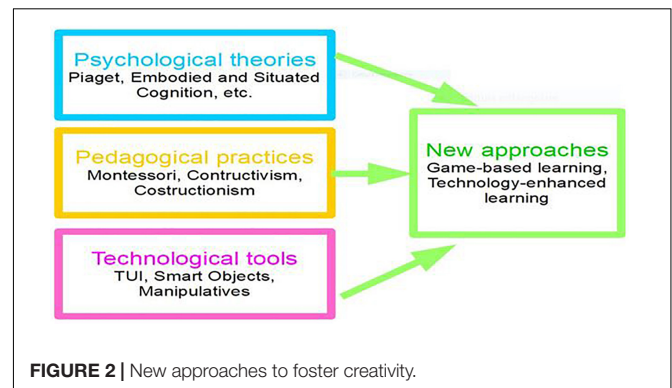 Psychological theories
Piaget, Embodied and Situated
Cognition, etc.
Pedagogical practices
Montessori, Contructivism,
Costructionism
Technological tools
TUI, Smart Objects,
Manipulatives
New approaches
Game-based learning,
Technology-enhanced
learning
FIGURE 2 | New approaches to foster creativity.